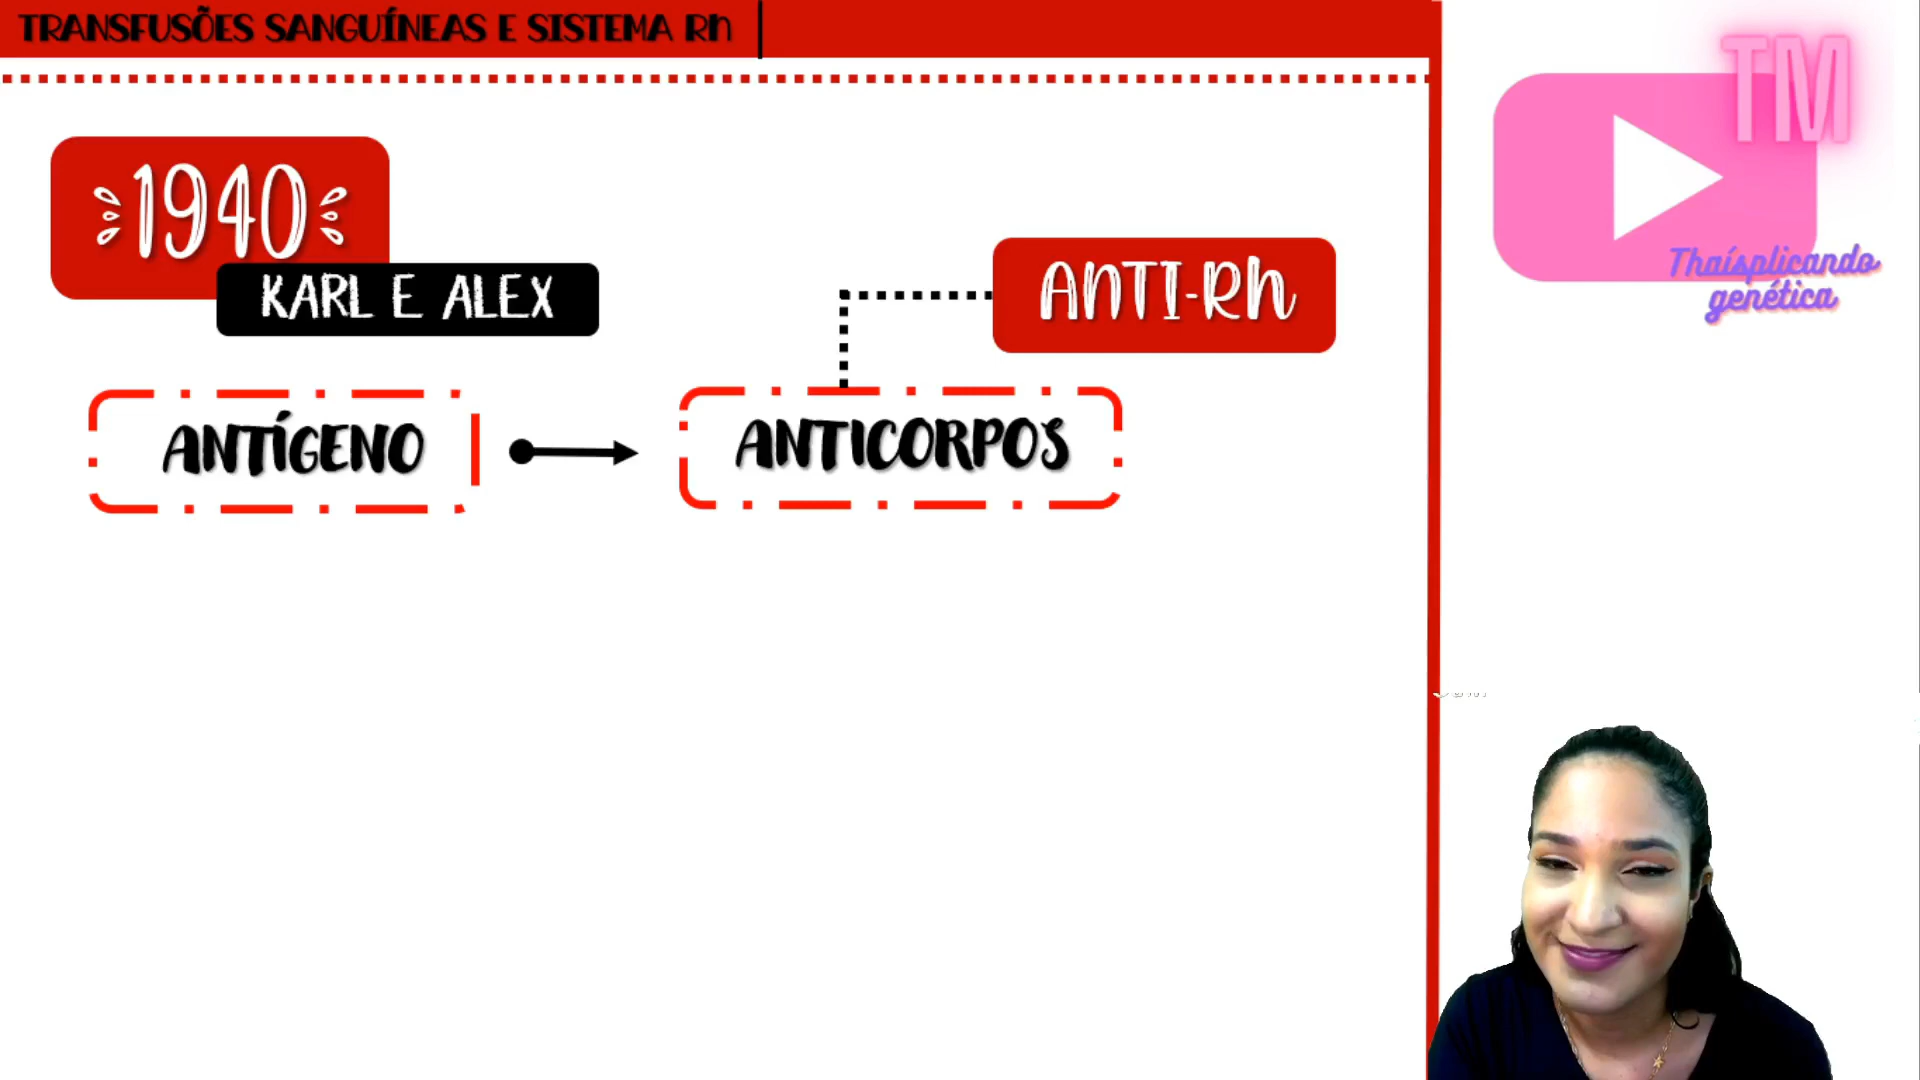 TRANSFUSÕES SANGUÍNEAS E SISTEMA Rh
TM
1940
KARL E ALEX
ANTI-Rh
Thaísplicando
genética
ANTÍGENO
ANTICORPOS